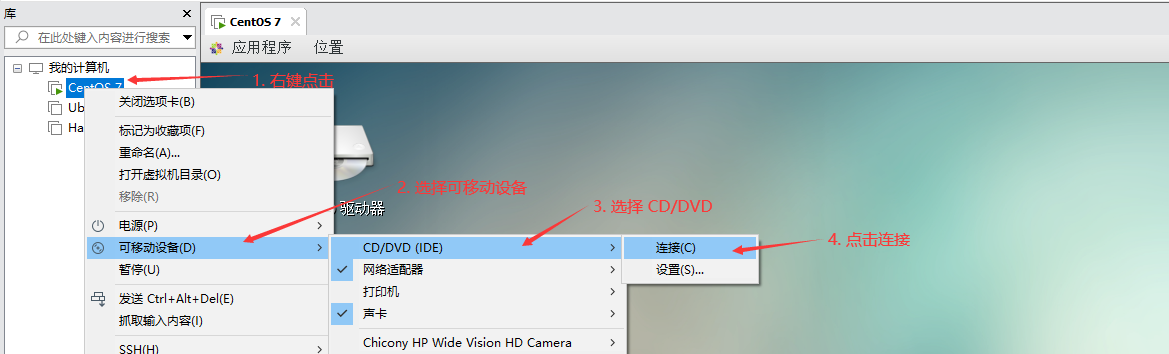 库
在此处键入内容进行搜索
CentOS 7
应用程序 位置
我的计算机
CentOS 7
1. 右键点击
Ub
关闭选项卡(B)
Ha
标记为收藏项(F)
重命名(A)...
打开虚拟机目录(O)
移除(R)
2. 选择可移动设备
驱动器
3. 选择 CD/DVD
电源(P)
可移动设备(D)
CD/DVD (IDE)
连接(C)
4. 点击连接
暂停(U)
网络适配器
设置(S)...
打印机
发送 Ctrl+Alt+Del(E)
声卡
抓取输入内容(I)
Chicony HP Wide Vision HD Camera
SSH(H)